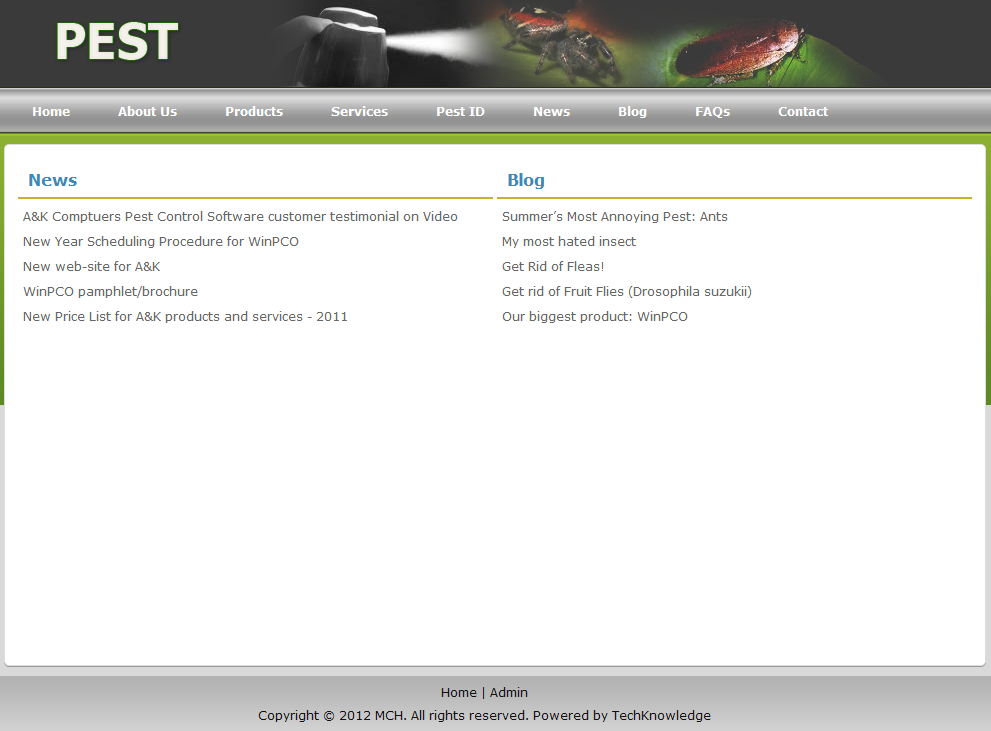 PEST
Home About Us Products Services Pest ID News Blog FAQs Contact
News
A&K Comptuers Pest Control Software customer testimonial on Video
New Year Scheduling Procedure for WinPCO
New web-site for A&K
WinPCO pamphlet/brochure
New Price List for A&K products and services - 2011
Blog
Summer’s Most Annoying Pest: Ants
My most hated insect
Get Rid of Fleas!
Get rid of Fruit Flies (Drosophila suzukii)
Our biggest product: WinPCO
Home | Admin
Copyright © 2012 MCH. All rights reserved. Powered by TechKnowledge